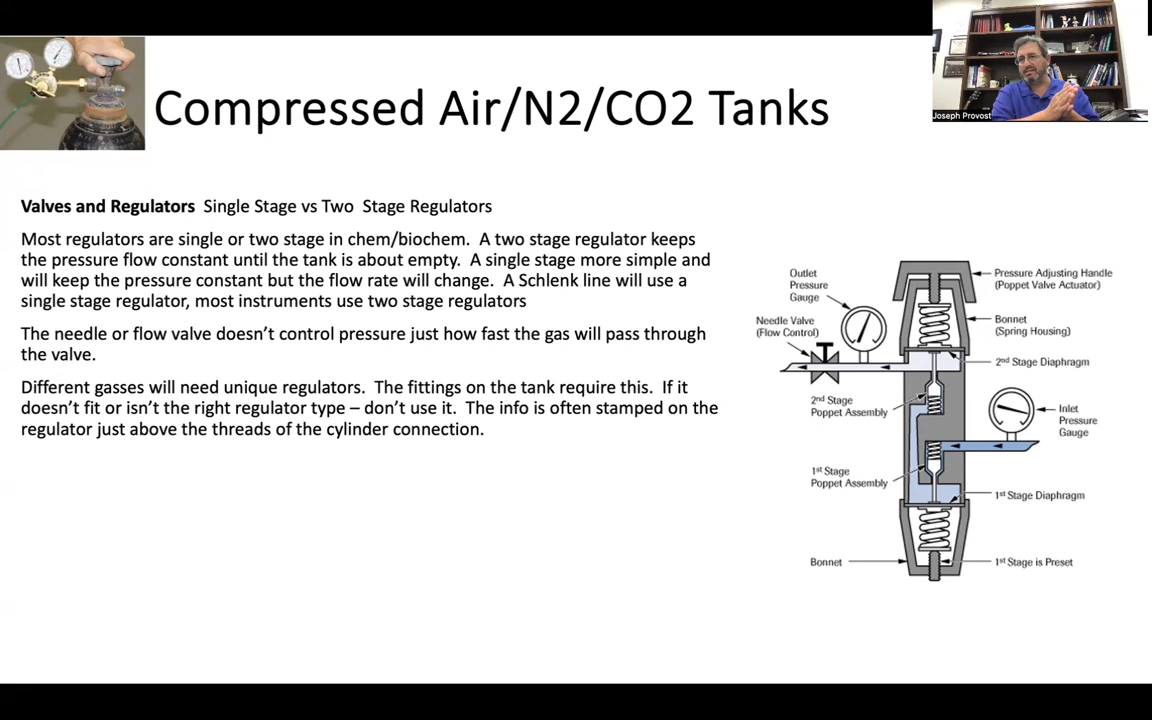 Compressed Air/N2/CO2 Tanks
Joseph Provost
Valves and Regulators  Single Stage vs Two  Stage Regulators
Most regulators are single or two stage in chem/biochem.  A two stage regulator keeps
the pressure flow constant until the tank is about empty.  A single stage more simple and
will keep the pressure constant but the flow rate will change.  A Schlenk line will use a
single stage regulator, most instruments use two stage regulators
The needle or flow valve doesn’t control pressure just how fast the gas will pass through
the valve.
Different gasses will need unique regulators.  The fittings on the tank require this.  If it
doesn’t fit or isn’t the right regulator type – don’t use it.  The info is often stamped on the
regulator just above the threads of the cylinder connection.
Outlet
Pressure
Gauge
Needle Valve
(Flow Control)
2nd Stage
Poppet Assembly
1st Stage
Poppet Assembly
Bonnet
Pressure Adjusting Handle
(Poppet Valve Actuator)
Bonnet
(Spring Housing)
2nd Stage Diaphragm
Inlet
Pressure
Gauge
1st Stage Diaphragm
1st Stage is Preset